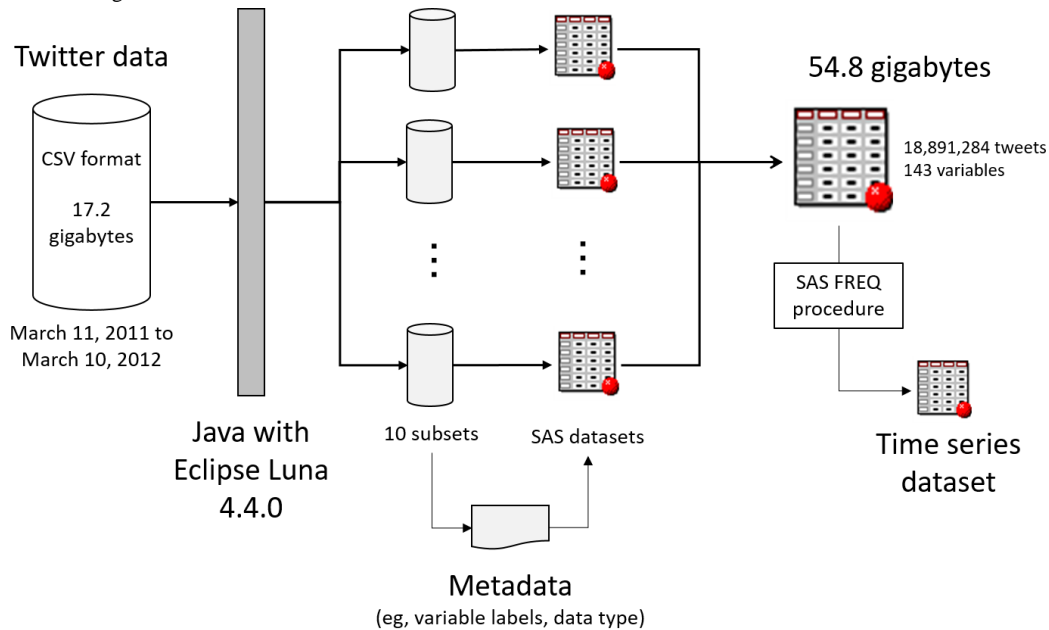 Twitter data
CSV format
17.2
gigabytes
March 11, 2011 to
March 10, 2012
Java with
Eclipse Luna
4.4.0
10 subsets
SAS datasets
Metadata
(eg, variable labels, data type)
54.8 gigabytes
18,891,284 tweets
143 variables
SAS FREQ
procedure
Time series
dataset